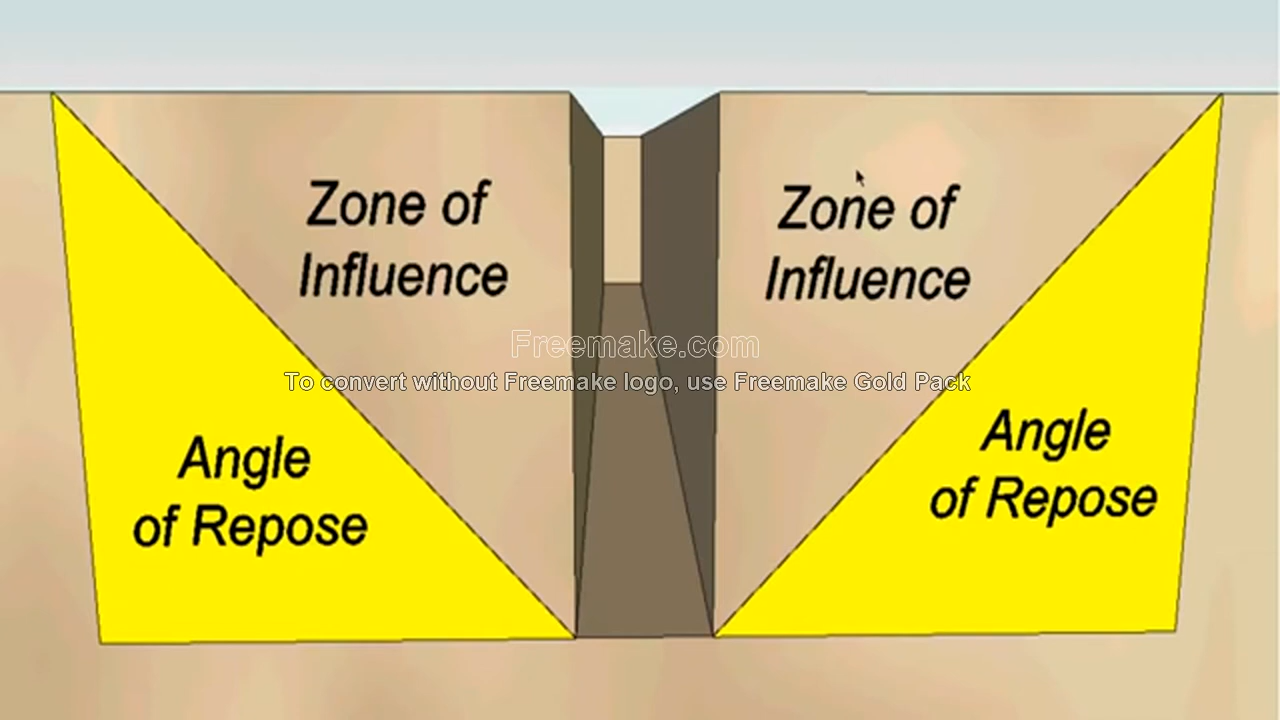 Zone of
Influence
Zone of
Influence
Freemake.com
To convert without Freemake logo, use Freemake Gold Pack
Angle
of Repose
Angle
of Repose